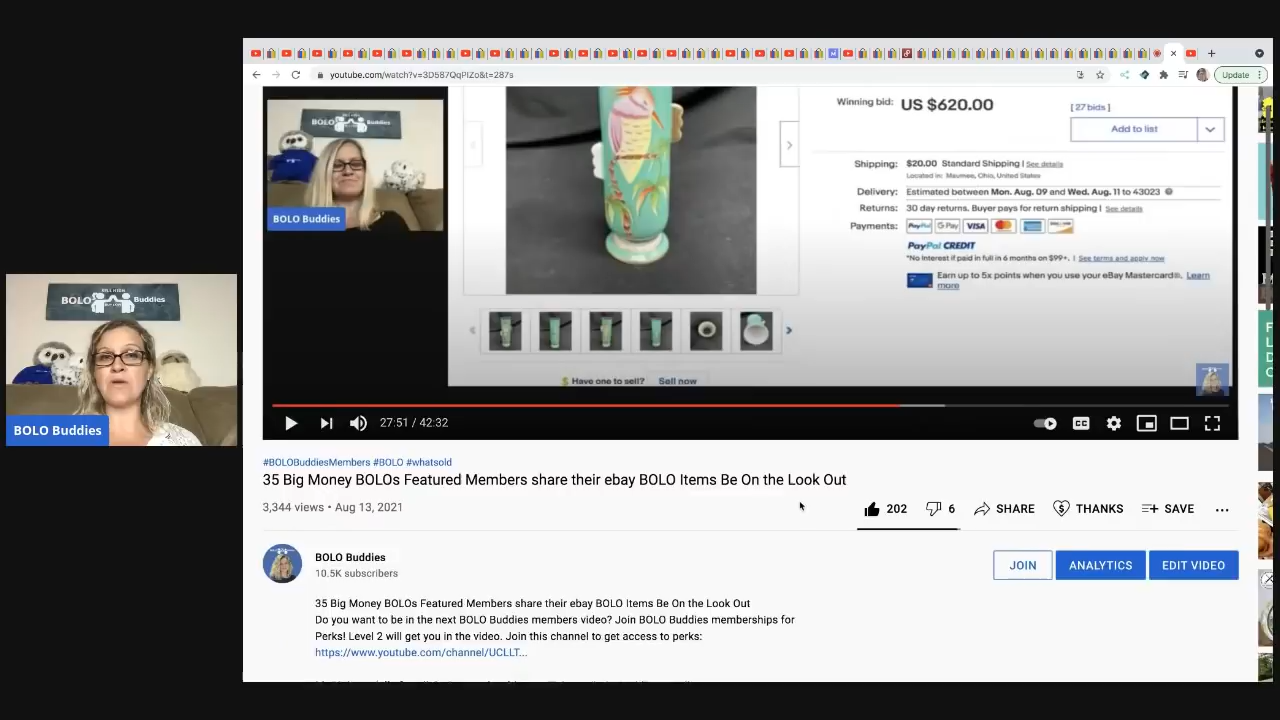 youtube.com/watch?v=3D587QqPIZo&t=287s
Update
BOLO Buddies
BOLO Buddies
Winning bid: US $620.00
[ 27 bids ]
Add to list
Shipping: $20.00 Standard Shipping | See details
Located in: Maumee, Ohio, United States
Delivery: Estimated between Mon. Aug. 09 and Wed. Aug. 11 to 43023
Returns: 30 day returns. Buyer pays for return shipping | See details
Payments: PayPal G Pay VISA
PayPal CREDIT
*No Interest if paid in full in 6 months on $99+. | See terms and apply now
Earn up to 5x points when you use your eBay Mastercard®. Learn
more
$ Have one to sell? Sell now
27:51 / 42:32
CC
BOLO Buddies
BOLO Buddies
#BOLOBuddiesMembers #BOLO #whatsold
35 Big Money BOLOs Featured Members share their ebay BOLO Items Be On the Look Out
3,344 views • Aug 13, 2021
202
6
SHARE
THANKS
SAVE
BOLO Buddies
10.5K subscribers
JOIN
ANALYTICS
EDIT VIDEO
35 Big Money BOLOs Featured Members share their ebay BOLO Items Be On the Look Out
Do you want to be in the next BOLO Buddies members video? Join BOLO Buddies memberships for
Perks! Level 2 will get you in the video. Join this channel to get access to perks:
https://www.youtube.com/channel/UCLLT...